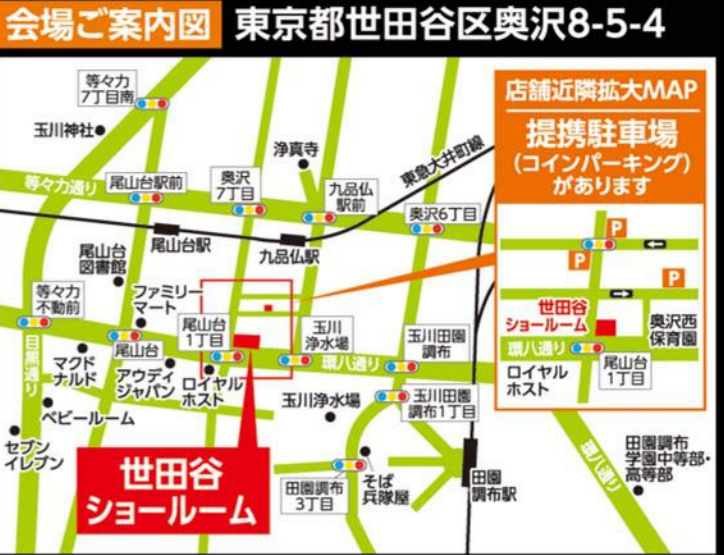 会場ご案内図 東京都世田谷区奥沢8-5-4
等々力
7丁目南
玉川神社
浄真寺
東急大井町線
等々力通り
尾山台駅前
奥沢
7丁目
九品仏
駅前
奥沢6丁目
尾山台駅
九品仏駅
尾山台
図書館
等々力
不動前
ファミリー
マート
尾山台
尾山台
1丁目
玉川
浄水場
玉川田園
調布
環八通り
目黒通り
マクド
ナルド
アウディ
ジャパン
ロイヤル
ホスト
玉川浄水場
玉川田園
調布1丁目
ベビールーム
セブン
イレブン
世田谷
ショールーム
田園調布
3丁目
そば
兵隊屋
田園
調布駅
環八通り
田園調布
学園中等部・
高等部
店舗近隣拡大MAP
提携駐車場
(コインパーキング)
があります
P
P
P
世田谷
ショールーム
奥沢西
保育園
環八通り
ロイヤル
ホスト
尾山台
1丁目